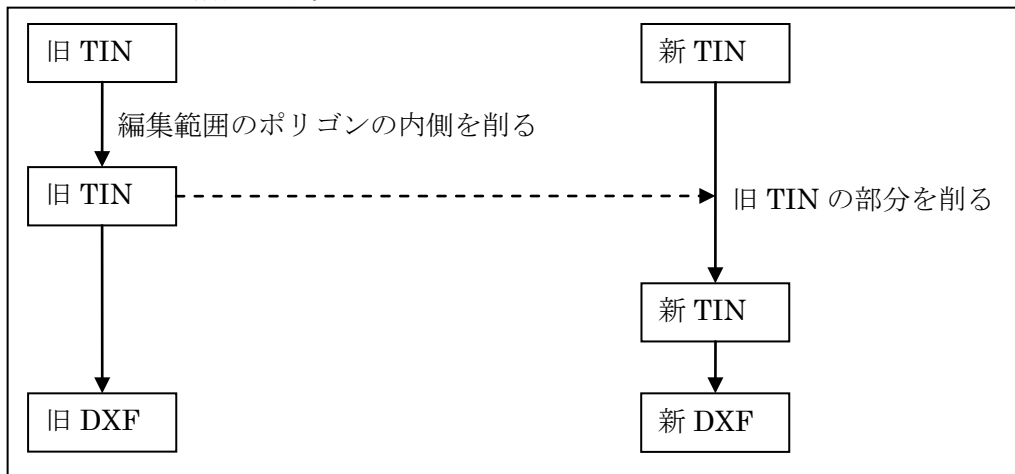 旧 TIN
新 TIN
編集範囲のポリゴンの内側を削る
旧 TIN
旧 TIN の部分を削る
新 TIN
旧 DXF
新 DXF